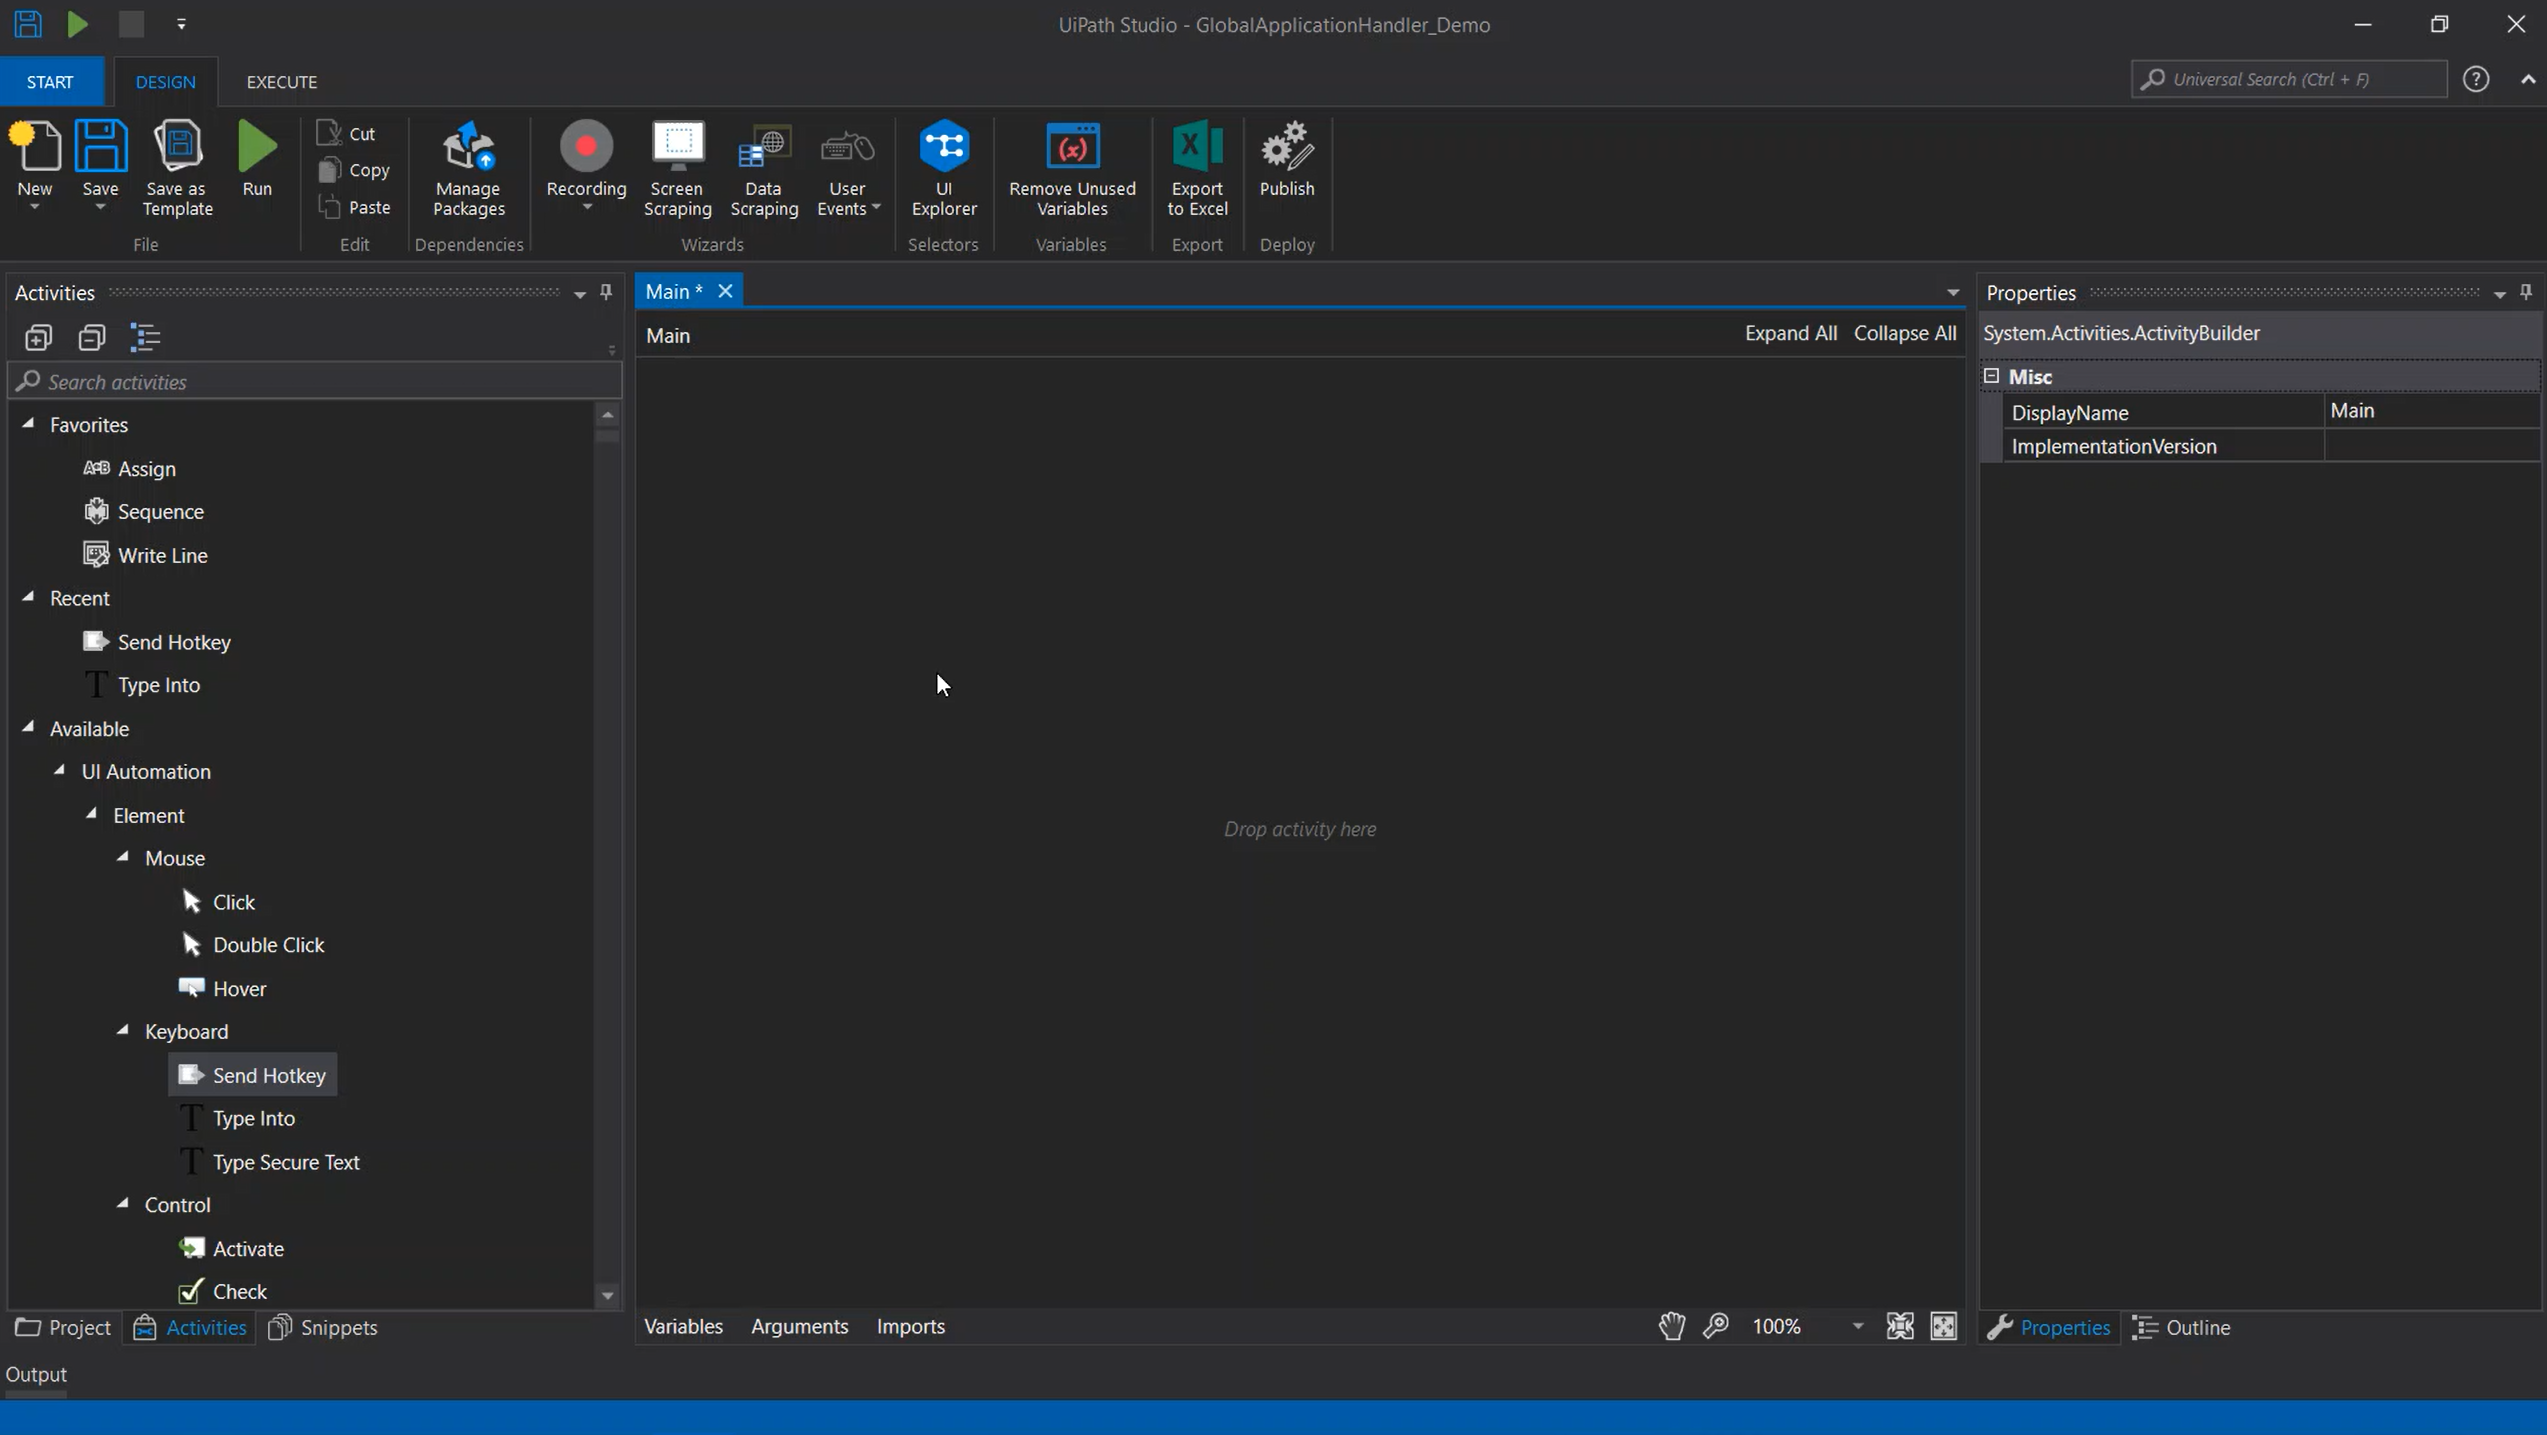 UiPath Studio - GlobalApplicationHandler_Demo
START
DESIGN
EXECUTE
Universal Search (Ctrl + F)
New
Save
Save as
Template
Run
File
Cut
Copy
Paste
Edit
Manage
Packages
Dependencies
Recording
Screen
Scraping
Data
Scraping
User
Events
Wizards
UI
Explorer
Selectors
Remove Unused
Variables
Variables
Export
to Excel
Export
Publish
Deploy
Activities
Search activities
Favorites
Assign
Sequence
Write Line
Recent
Send Hotkey
Type Into
Available
UI Automation
Element
Mouse
Click
Double Click
Hover
Keyboard
Send Hotkey
Type Into
Type Secure Text
Control
Activate
Check
Project
Activities
Snippets
Main *
Main
Expand All
Collapse All
Drop activity here
Variables
Arguments
Imports
100%
Properties
System.Activities.ActivityBuilder
Misc
DisplayName
Main
ImplementationVersion
Properties
Outline
Output